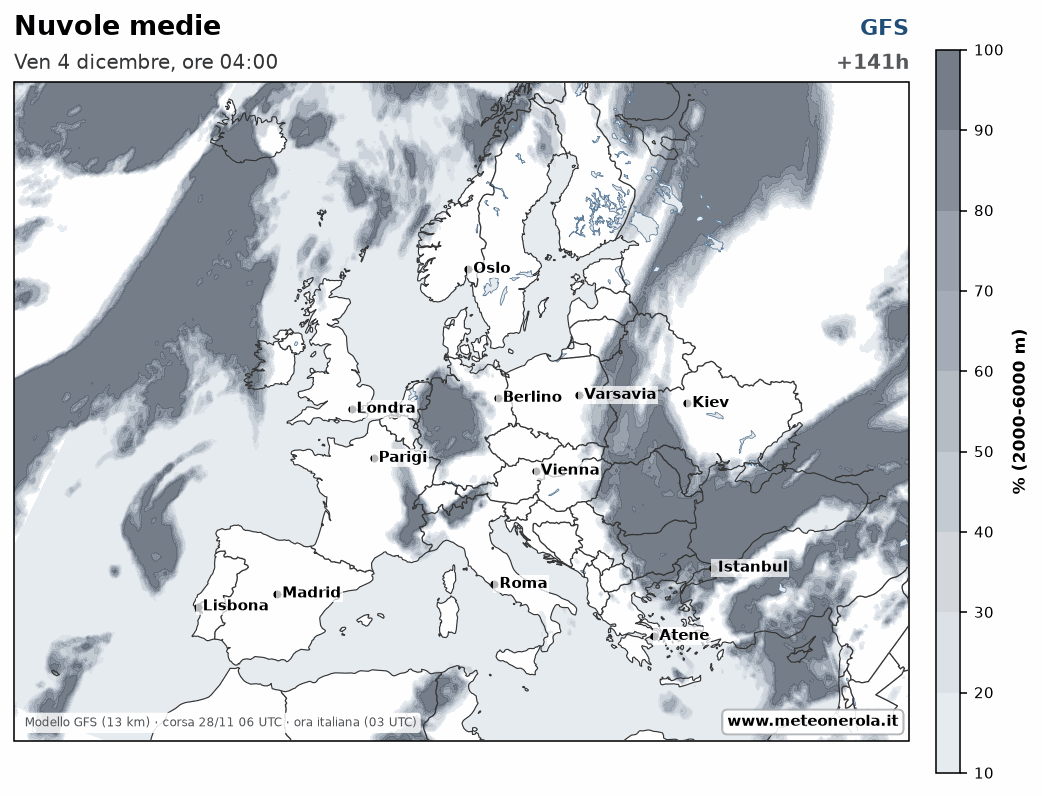 Nuvole medie
GFS
Ven 4 dicembre, ore 04:00
+141h
100
90
80
70
60
50
40
30
20
10
% (2000-6000 m)
Oslo
Berlino
Varsavia
Kiev
Londra
Parigi
Vienna
Istanbul
Roma
Madrid
Lisbona
Atene
Modello GFS (13 km) · corsa 28/11 06 UTC · ora italiana (03 UTC)
www.meteonerola.it